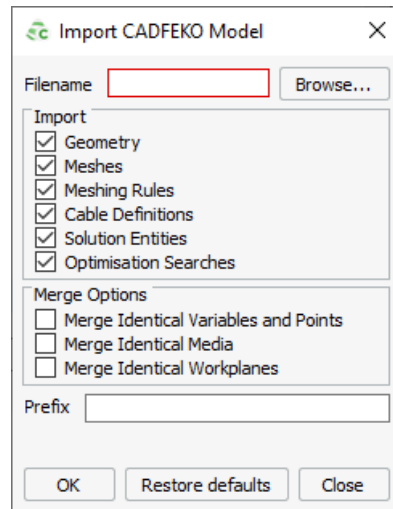 Import CADFEKO Model
Filename Browse...
Import
Geometry
Meshes
Meshing Rules
Cable Definitions
Solution Entities
Optimisation Searches
Merge Options
Merge Identical Variables and Points
Merge Identical Media
Merge Identical Workplanes
Prefix
OK Restore defaults Close